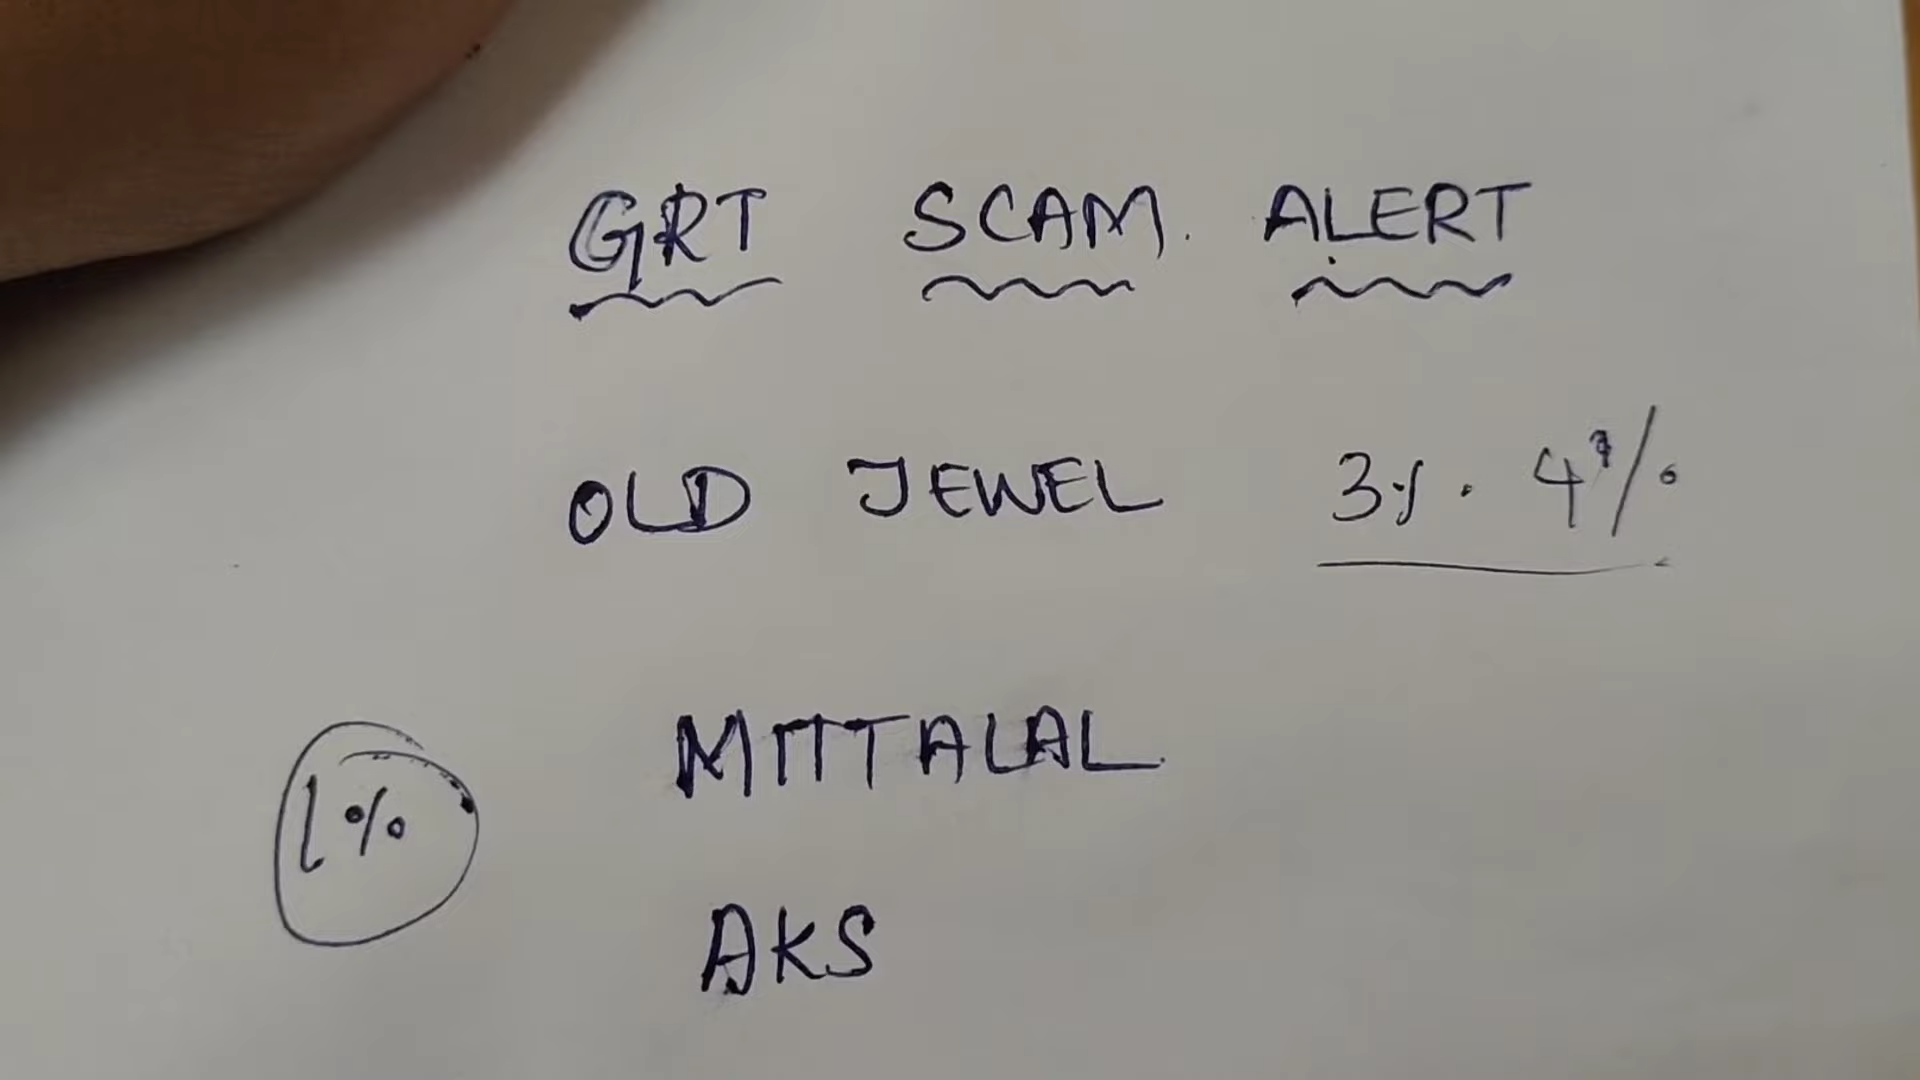 GRT SCAM. ALERT
OLD JEWEL 3% . 4%
MITTALAL
1%
AKS